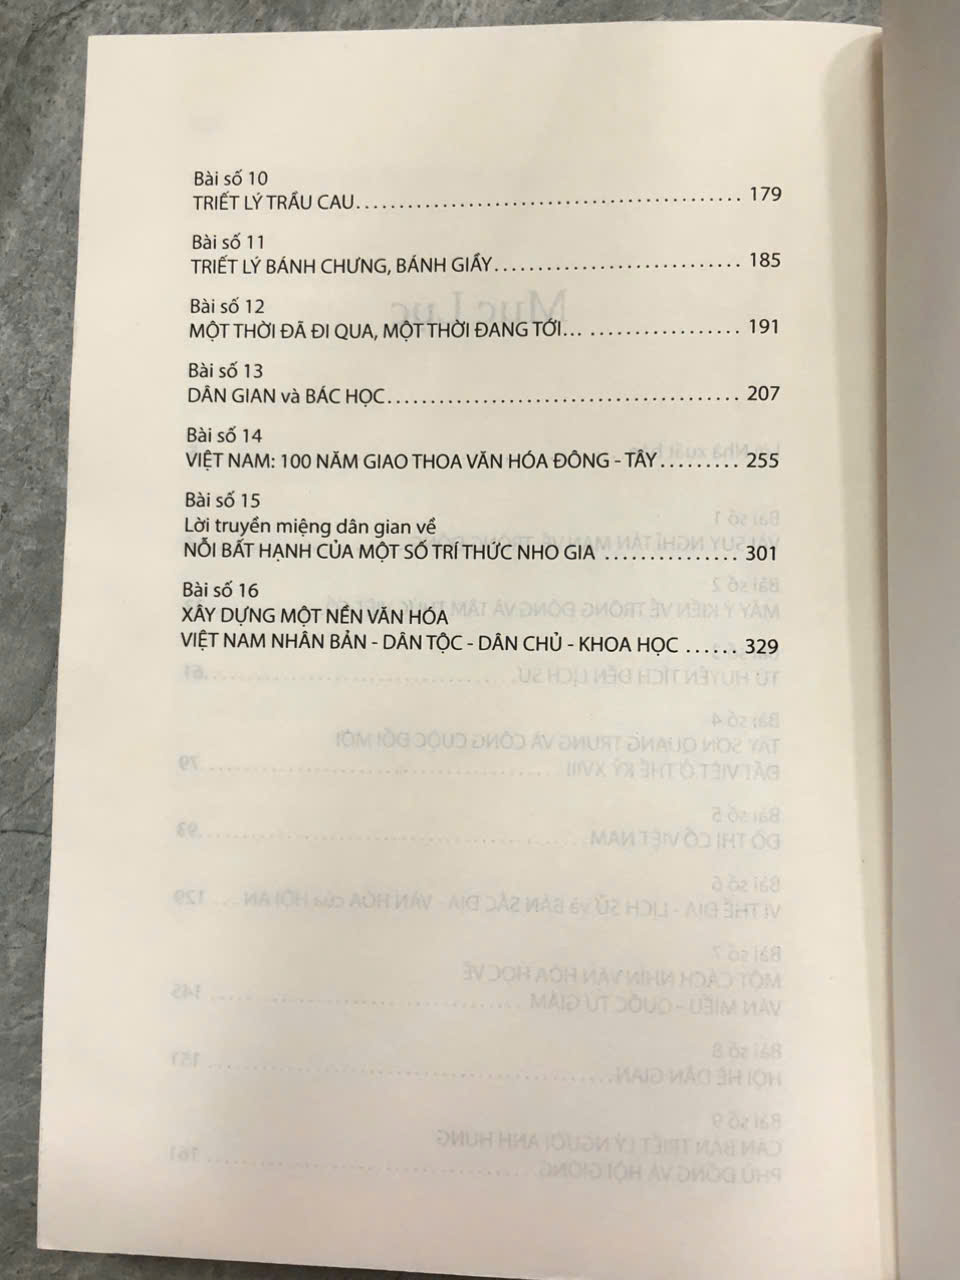 Bài số 10
TRIẾT LÝ TRẦU CAU............................................ 179
Bài số 11
TRIẾT LÝ BÁNH CHƯNG, BÁNH GIẦY............................. 185
Bài số 12
MỘT THỜI ĐÃ ĐI QUA, MỘT THỜI ĐANG TỚI... .................. 191
Bài số 13
DÂN GIAN và BÁC HỌC......................................... 207
Bài số 14
VIỆT NAM: 100 NĂM GIAO THOA VĂN HÓA ĐÔNG - TÂY......... 255
Bài số 15
Lời truyền miệng dân gian về
NỖI BẤT HẠNH CỦA MỘT SỐ TRÍ THỨC NHO GIA ................ 301
Bài số 16
XÂY DỰNG MỘT NỀN VĂN HÓA
VIỆT NAM NHÂN BẢN - DÂN TỘC - DÂN CHỦ - KHOA HỌC ...... 329